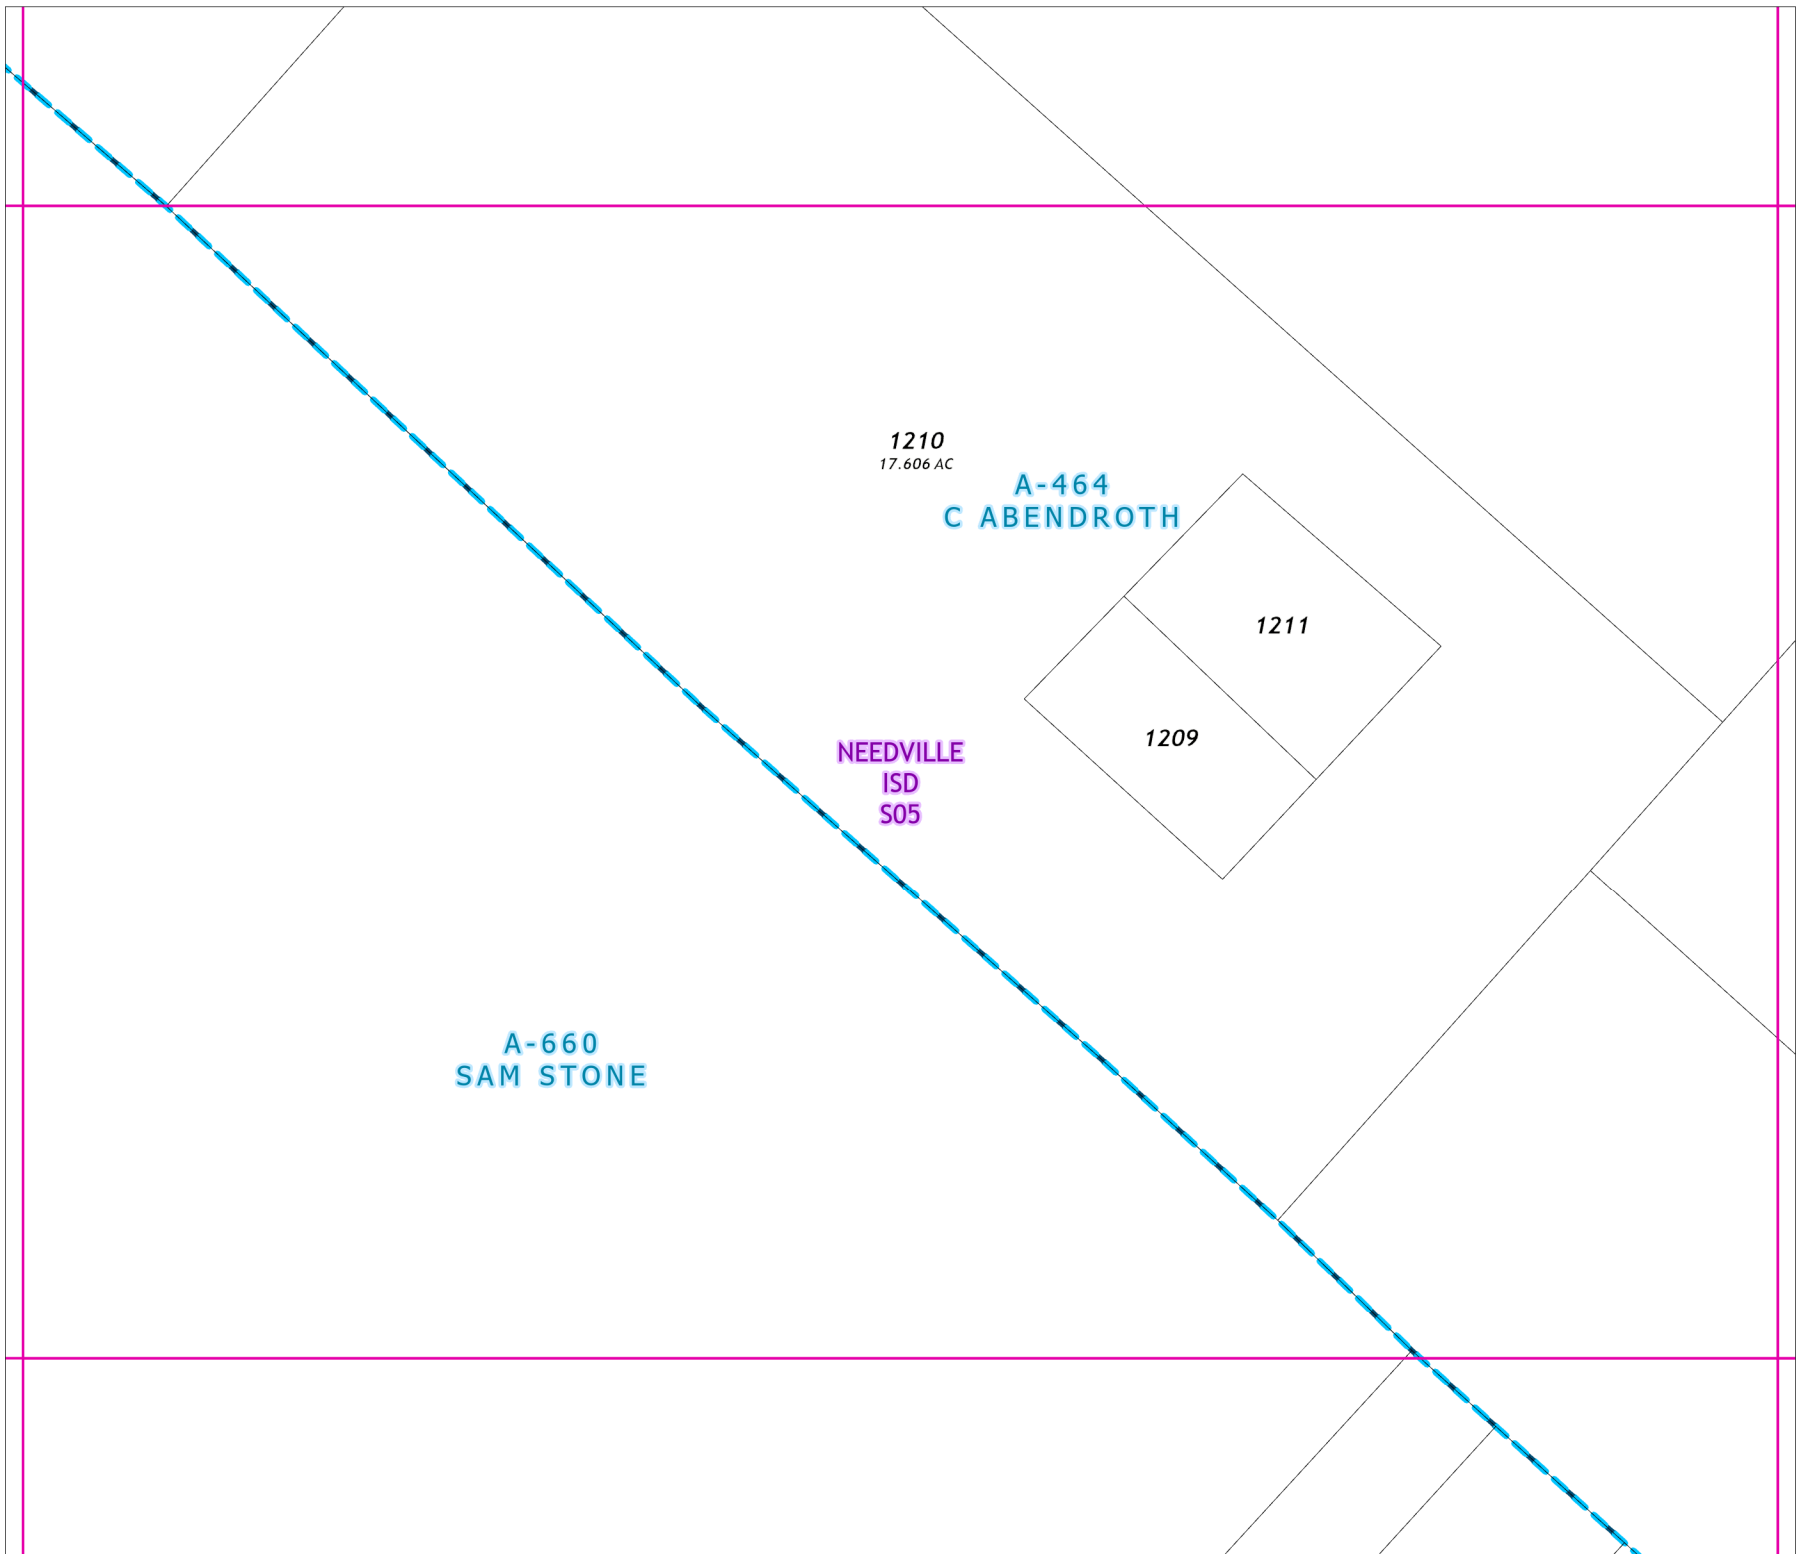 1210
17.606 AC
A-464
C ABENDROTH
1211
1209
NEEDVILLE
ISD
S05
A-660
SAM STONE